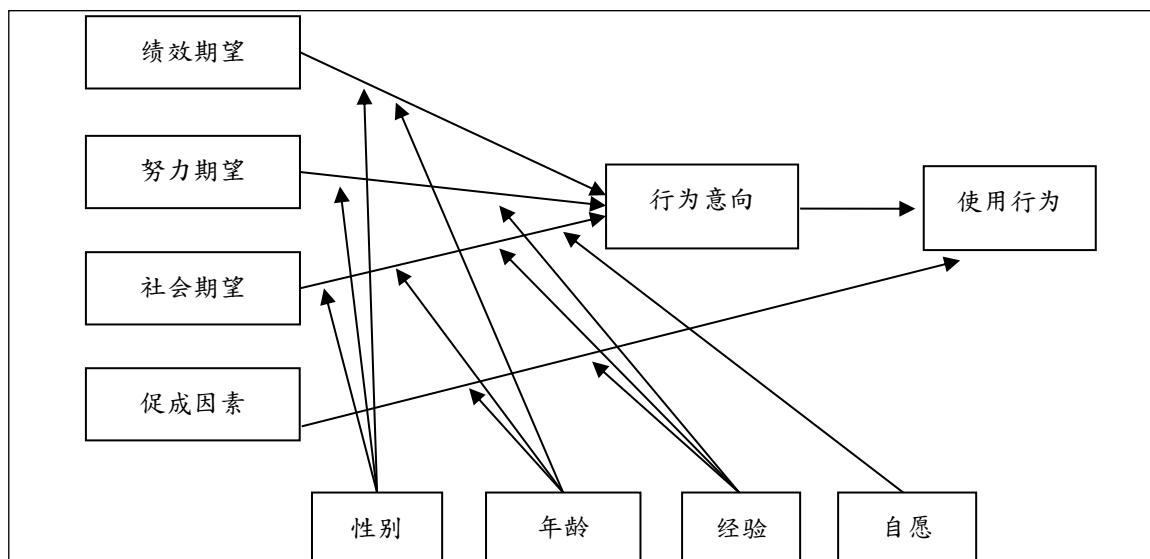 绩效期望
努力期望
行为意向
使用行为
社会期望
促成因素
性别
年龄
经验
自愿